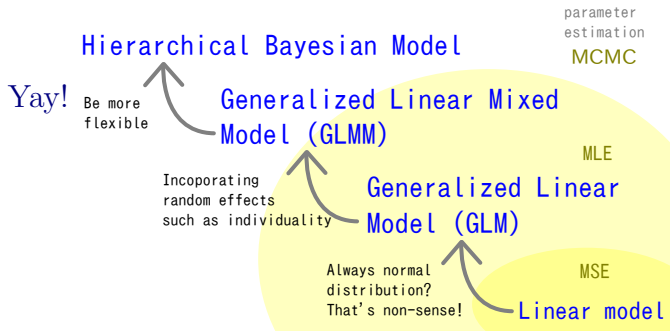 parameter
estimation
MCMC
Hierarchical Bayesian Model
Yay!
Be more
flexible
Generalized Linear Mixed
Model (GLMM)
MLE
Incoporating
random effects
such as individuality
Generalized Linear
Model (GLM)
Always normal
distribution?
That's non-sense!
MSE
Linear model